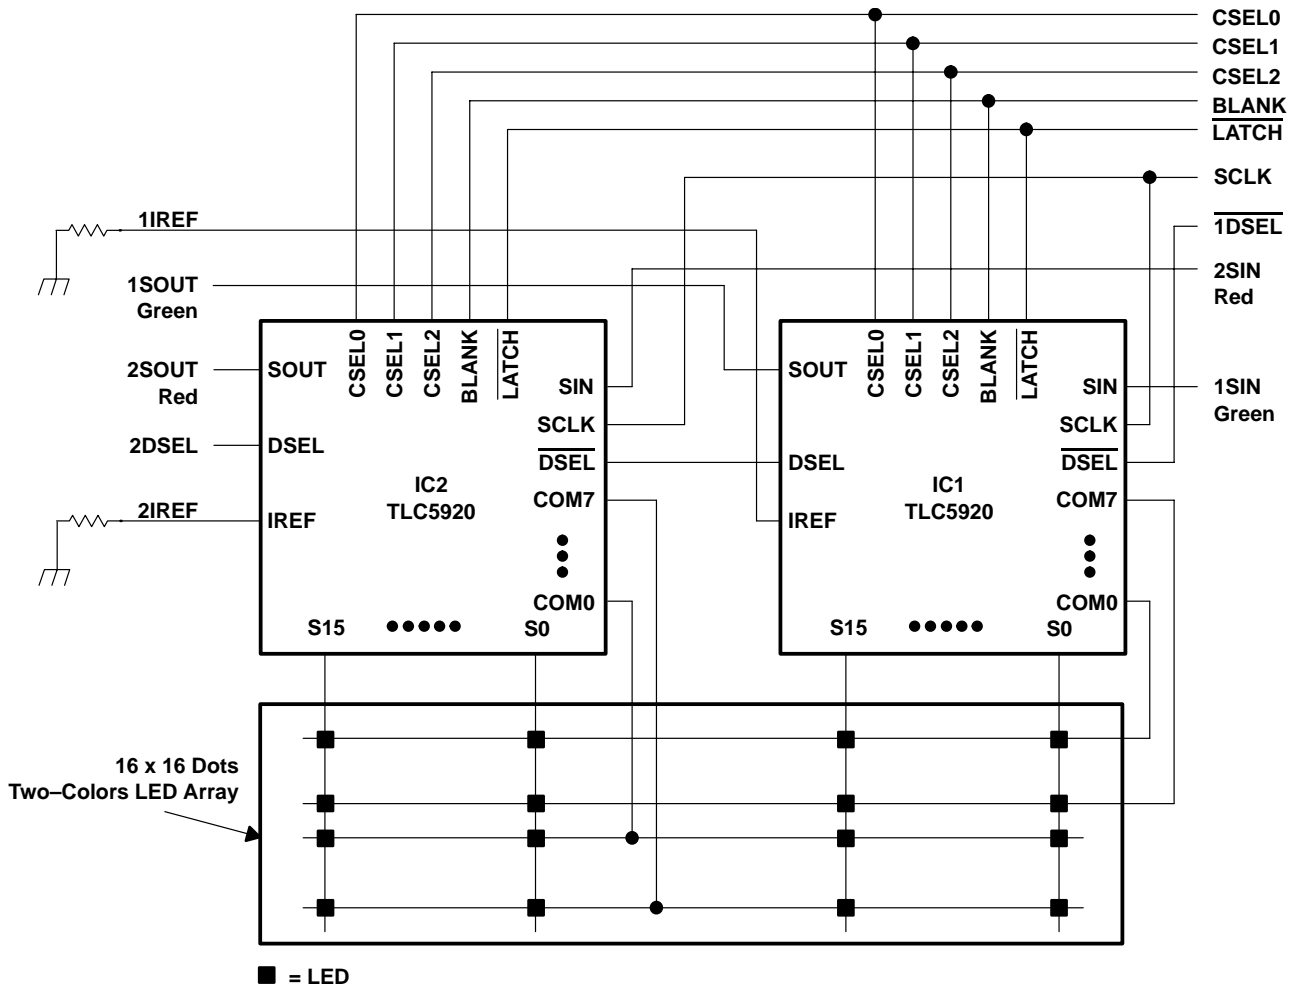 CSEL0
CSEL1
CSEL2
BLANK
LATCH
SCLK
1IREF
1DSEL
2SIN
Red
1SOUT
Green
CSEL0
CSEL1
CSEL2
BLANK
LATCH
CSEL0
CSEL1
CSEL2
BLANK
LATCH
2SOUT
Red
SOUT
SIN
SCLK
2DSEL
DSEL
DSEL
IC2
TLC5920
COM7
2IREF
IREF
COM0
S15
S0
SOUT
SIN
1SIN
Green
SCLK
DSEL
DSEL
IC1
TLC5920
COM7
IREF
COM0
S15
S0
16 x 16 Dots
Two–Colors LED Array
= LED